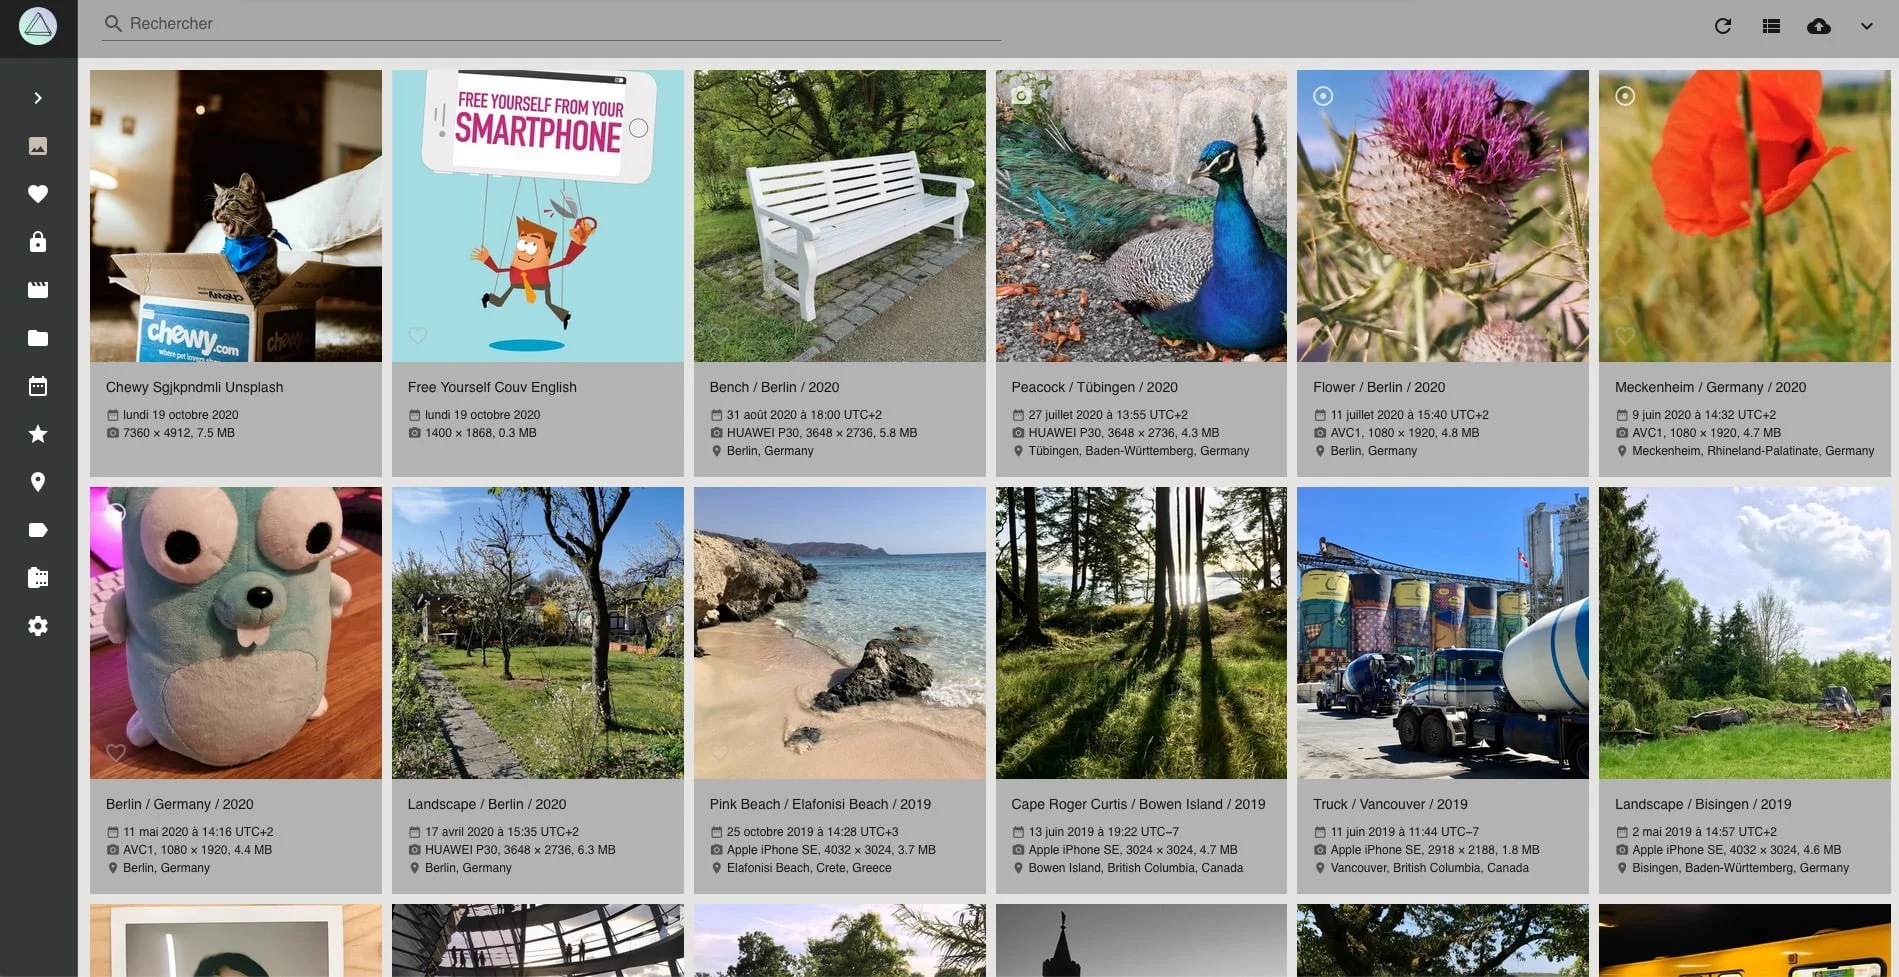 Rechercher
chewy
chewy.com
where pet lovers
chewy
FREE YOURSELF FROM YOUR
SMARTPHONE
Chewy Sgjkpndmli Unsplash
lundi 19 octobre 2020
7360 × 4912, 7.5 MB
Free Yourself Couv English
lundi 19 octobre 2020
1400 × 1868, 0.3 MB
Bench / Berlin / 2020
31 août 2020 à 18:00 UTC+2
HUAWEI P30, 3648 × 2736, 5.8 MB
Berlin, Germany
Peacock / Tübingen / 2020
27 juillet 2020 à 13:55 UTC+2
HUAWEI P30, 3648 × 2736, 4.3 MB
Tübingen, Baden-Württemberg, Germany
Flower / Berlin / 2020
11 juillet 2020 à 15:40 UTC+2
AVC1, 1080 × 1920, 4.8 MB
Berlin, Germany
Meckenheim / Germany / 2020
9 juin 2020 à 14:32 UTC+2
AVC1, 1080 × 1920, 4.7 MB
Meckenheim, Rhineland-Palatinate, Germany
Berlin / Germany / 2020
11 mai 2020 à 14:16 UTC+2
AVC1, 1080 × 1920, 4.4 MB
Berlin, Germany
Landscape / Berlin / 2020
17 avril 2020 à 15:35 UTC+2
HUAWEI P30, 3648 × 2736, 6.3 MB
Berlin, Germany
Pink Beach / Elafonisi Beach / 2019
25 octobre 2019 à 14:28 UTC+3
Apple iPhone SE, 4032 × 3024, 3.7 MB
Elafonisi Beach, Crete, Greece
Cape Roger Curtis / Bowen Island / 2019
13 juin 2019 à 19:22 UTC−7
Apple iPhone SE, 3024 × 3024, 4.7 MB
Bowen Island, British Columbia, Canada
Truck / Vancouver / 2019
11 juin 2019 à 11:44 UTC−7
Apple iPhone SE, 2918 × 2188, 1.8 MB
Vancouver, British Columbia, Canada
Landscape / Bisingen / 2019
2 mai 2019 à 14:57 UTC+2
Apple iPhone SE, 4032 × 3024, 4.6 MB
Bisingen, Baden-Württemberg, Germany